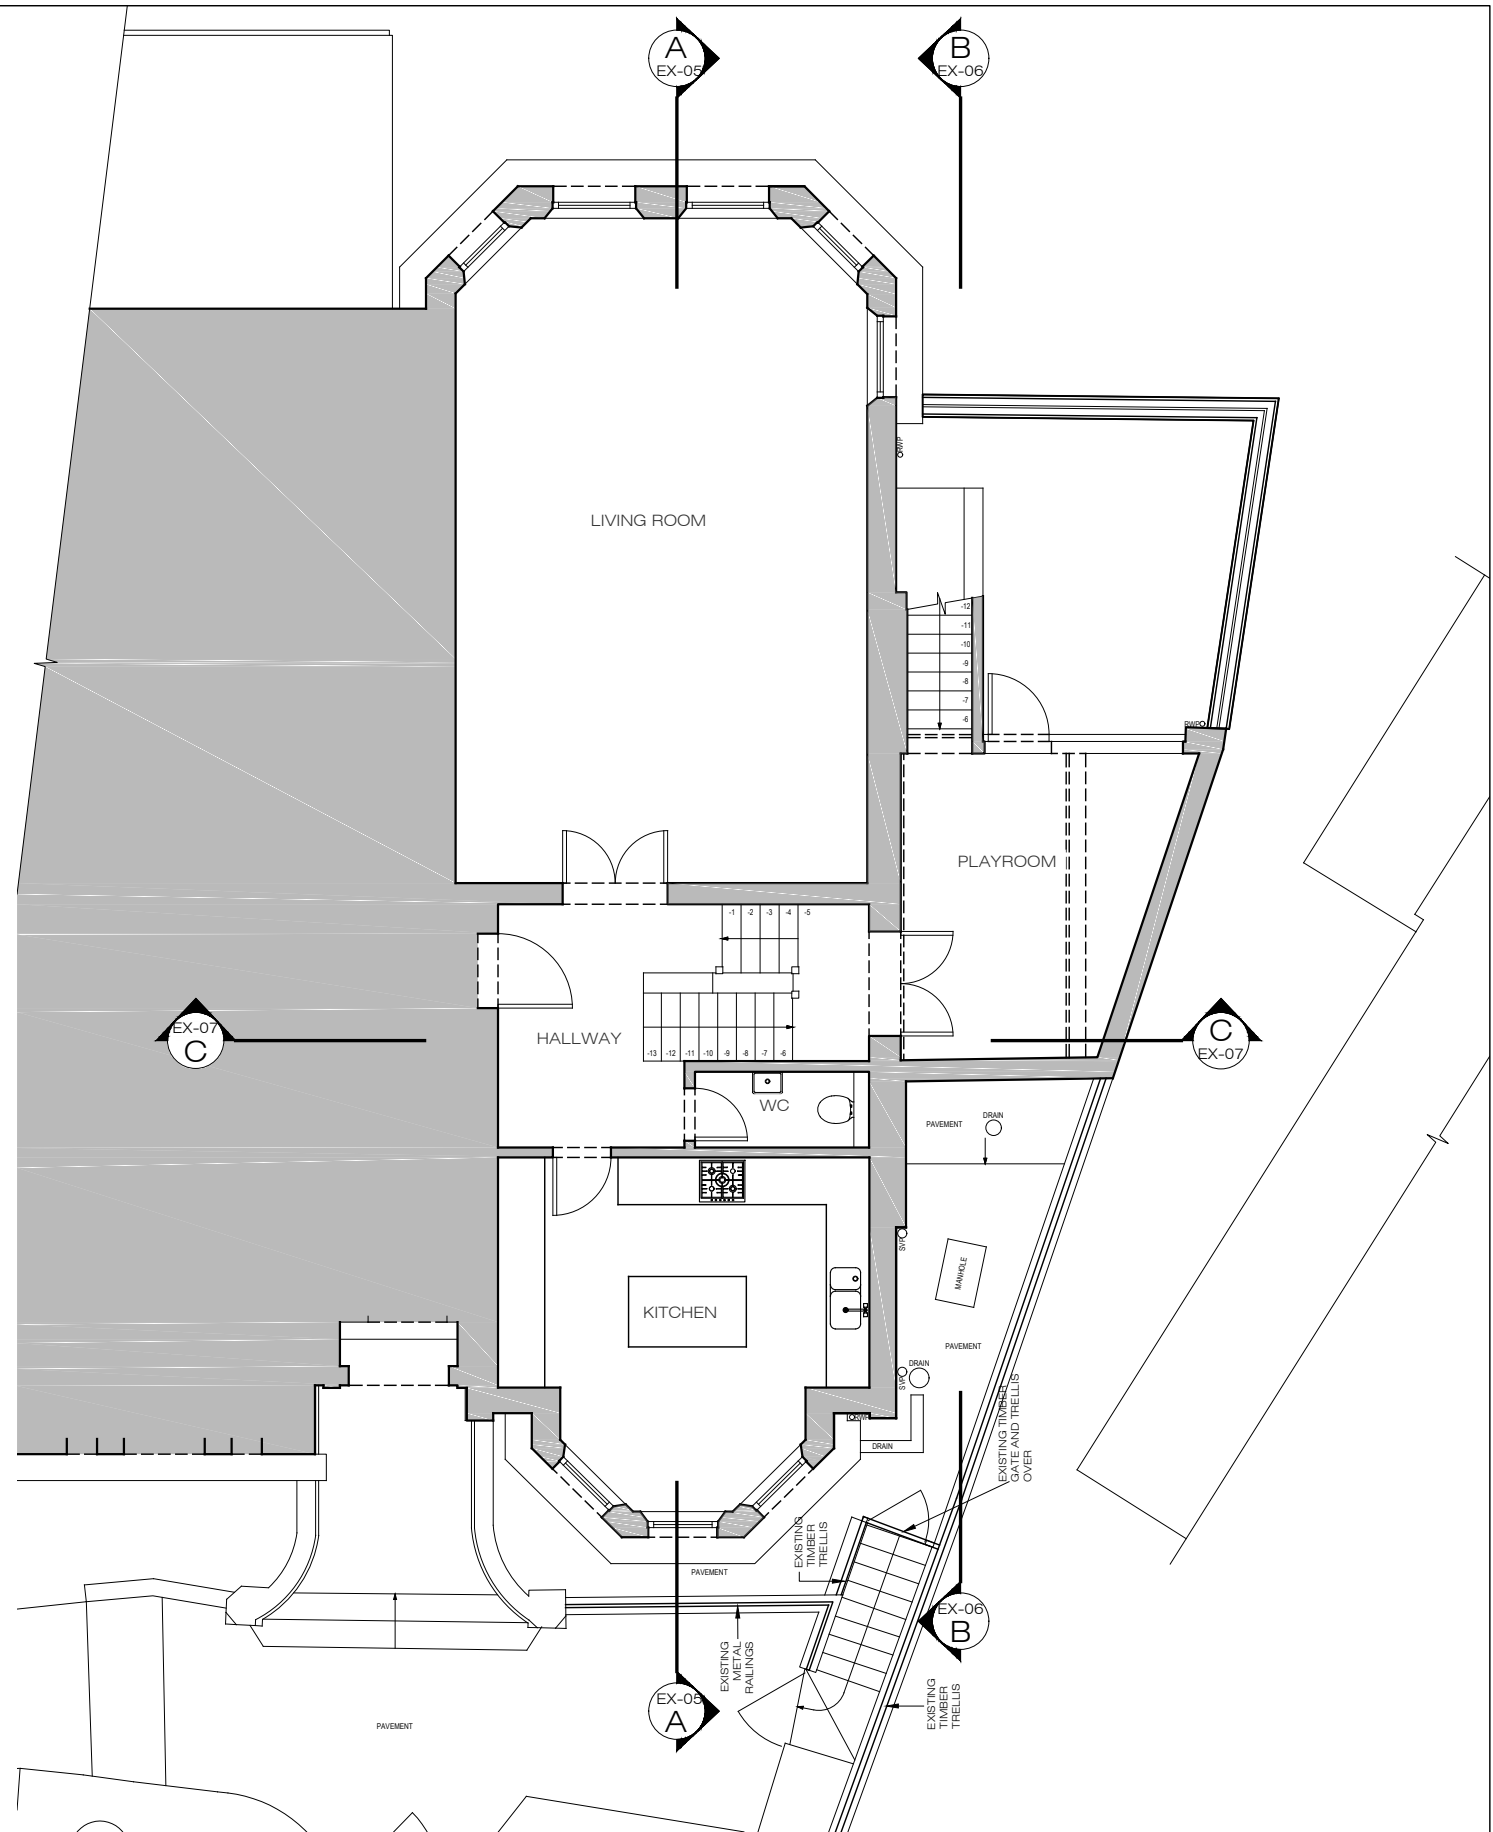 A
EX-05
B
EX-06
RWP
LIVING ROOM
-12
-11
-10
-9
-8
-7
-6
RWP
PLAYROOM
-1 -2 -3 -4 -5
EX-07
C
HALLWAY
-13 -12 -11 -10 -9 -8 -7 -6
C
EX-07
WC
PAVEMENT
DRAIN
SVP
MANHOLE
KITCHEN
PAVEMENT
DRAIN
SVP
RWP
DRAIN
EXISTING TIMBER
GATE AND TRELLIS
OVER
EXISTING
TIMBER
TRELLIS
PAVEMENT
EX-06
B
EXISTING
METAL
RAILINGS
EXISTING
TIMBER
TRELLIS
EX-05
A
PAVEMENT